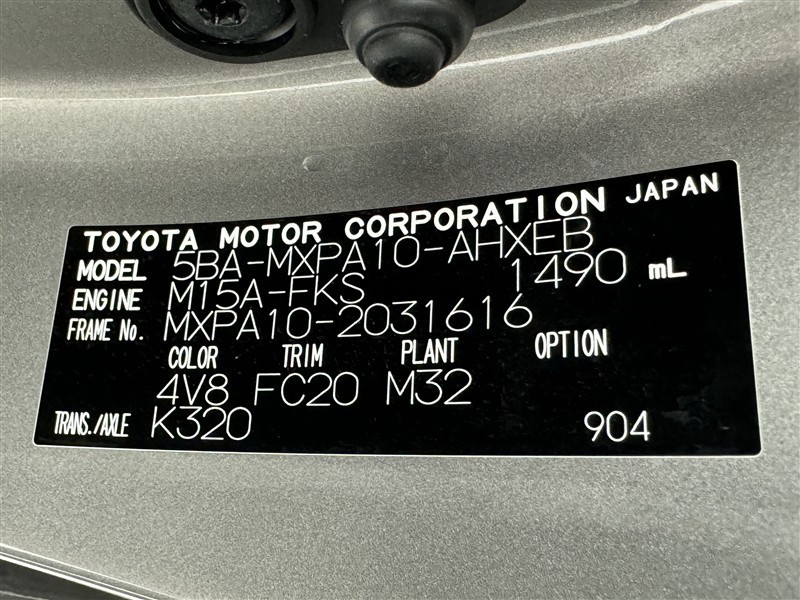 TOYOTA MOTOR CORPORATION JAPAN
MODEL 5BA-MXPA10-AHXEB
ENGINE M15A-FKS 1490 mL
FRAME No. MXPA10-2031616
COLOR TRIM PLANT OPTION
4V8 FC20 M32
TRANS./AXLE K320 904